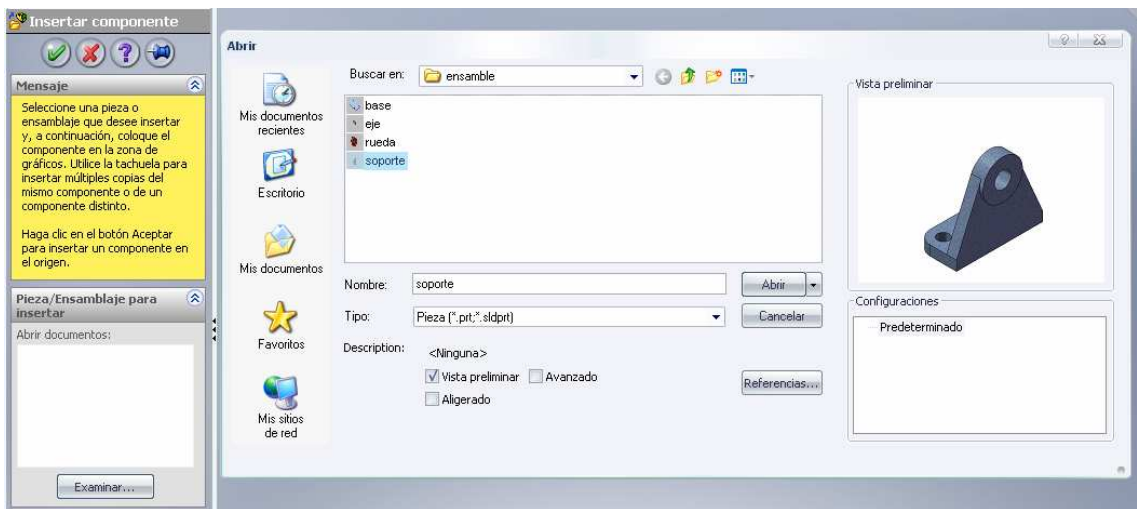 Insertar componente
Mensaje
Seleccione una pieza o
ensamblaje que desee insertar
y, a continuación, coloque el
componente en la zona de
gráficos. Utilice la tachuela para
insertar múltiples copias del
mismo componente o de un
componente distinto.
Haga clic en el botón Aceptar
para insertar un componente en
el origen.
Pieza/Ensamblaje para
insertar
Abrir documentos:
Examinar...
Abrir
Buscar en:
ensamble
Mis documentos
recientes
Escritorio
Mis documentos
Favoritos
Mis sitios
de red
base
eje
rueda
soporte
Nombre:
soporte
Abrir
Tipo:
Pieza (*.prt;*.sldprt)
Cancelar
Description:
<Ninguna>
Vista preliminar
Avanzado
Aligerado
Referencias...
Vista preliminar
Configuraciones
Predeterminado